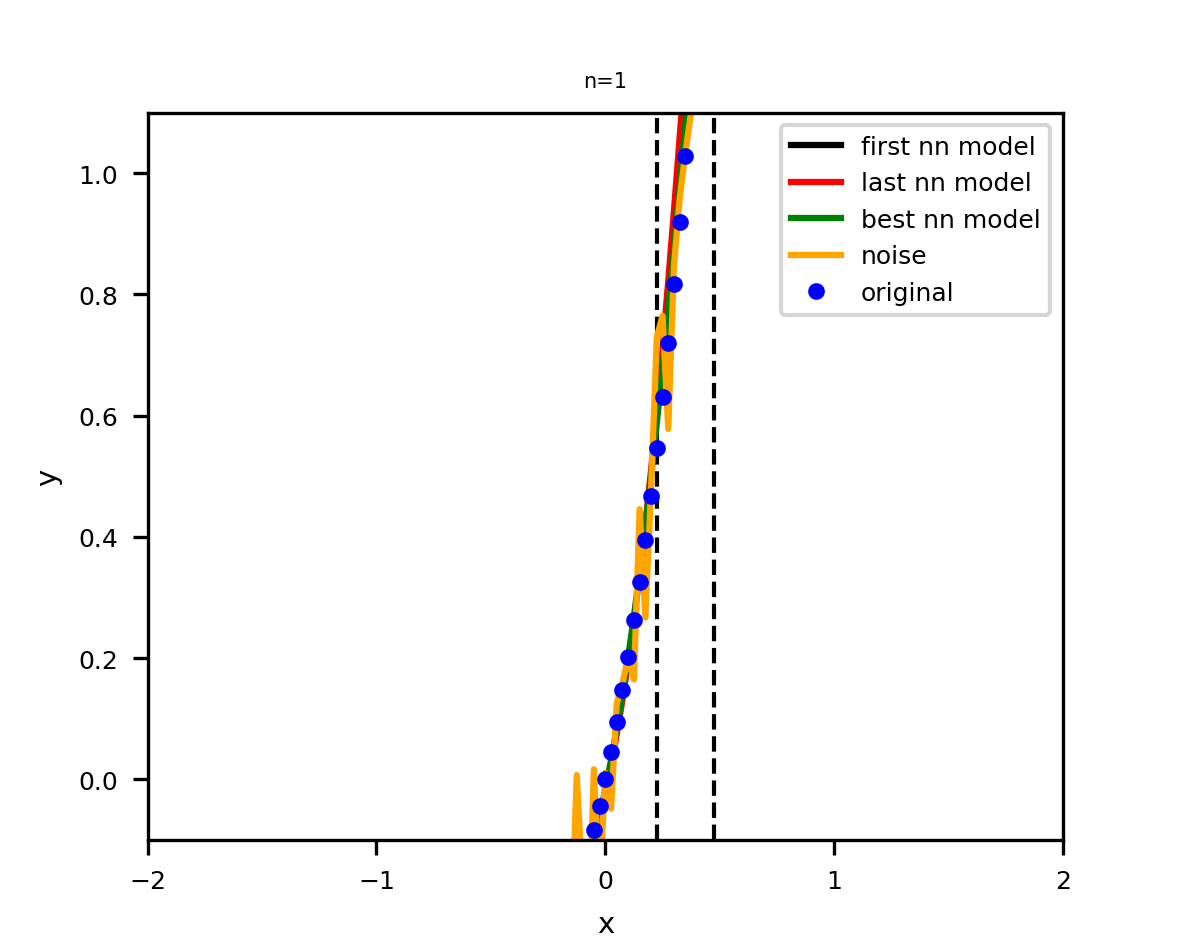 n=1
first nn model
last nn model
best nn model
noise
original
1.0
0.8
0.6
0.4
0.2
0.0
y
−2
−1
0
1
2
x